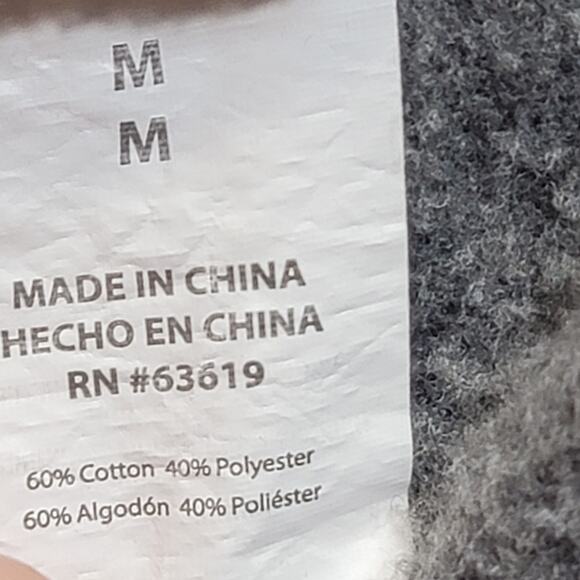 M
M
MADE IN CHINA
HECHO EN CHINA
RN #63619
60% Cotton 40% Polyester
60% Algodón 40% Poliéster